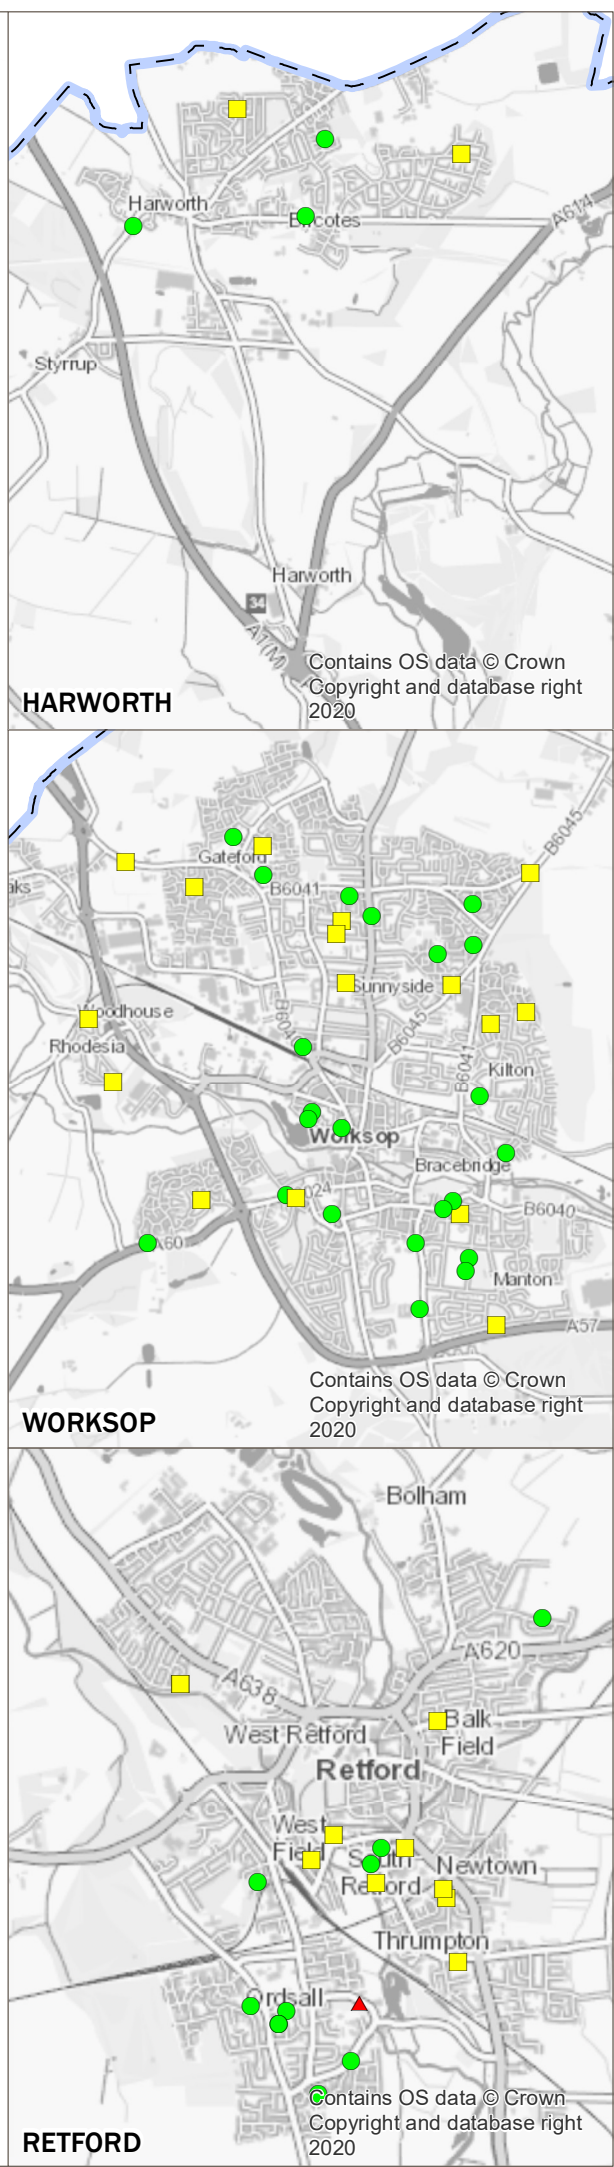 Harworth
Bircotes
A614
Styrrup
Harworth
34
A1(M)
Contains OS data © Crown
Copyright and database right
2020
HARWORTH
B6045
Gateford
aks
B6041
Sunnyside
Woodhouse
B6045
Rhodesia
B6041
Kilton
Worksop
Bracebridge
B6040
A60
Manton
A57
Contains OS data © Crown
Copyright and database right
2020
WORKSOP
Bolham
A620
A638
West Retford
Balk
Field
Retford
West
Field
South
Retford
Newtown
Thrumpton
Ordsall
Contains OS data © Crown
Copyright and database right
2020
RETFORD